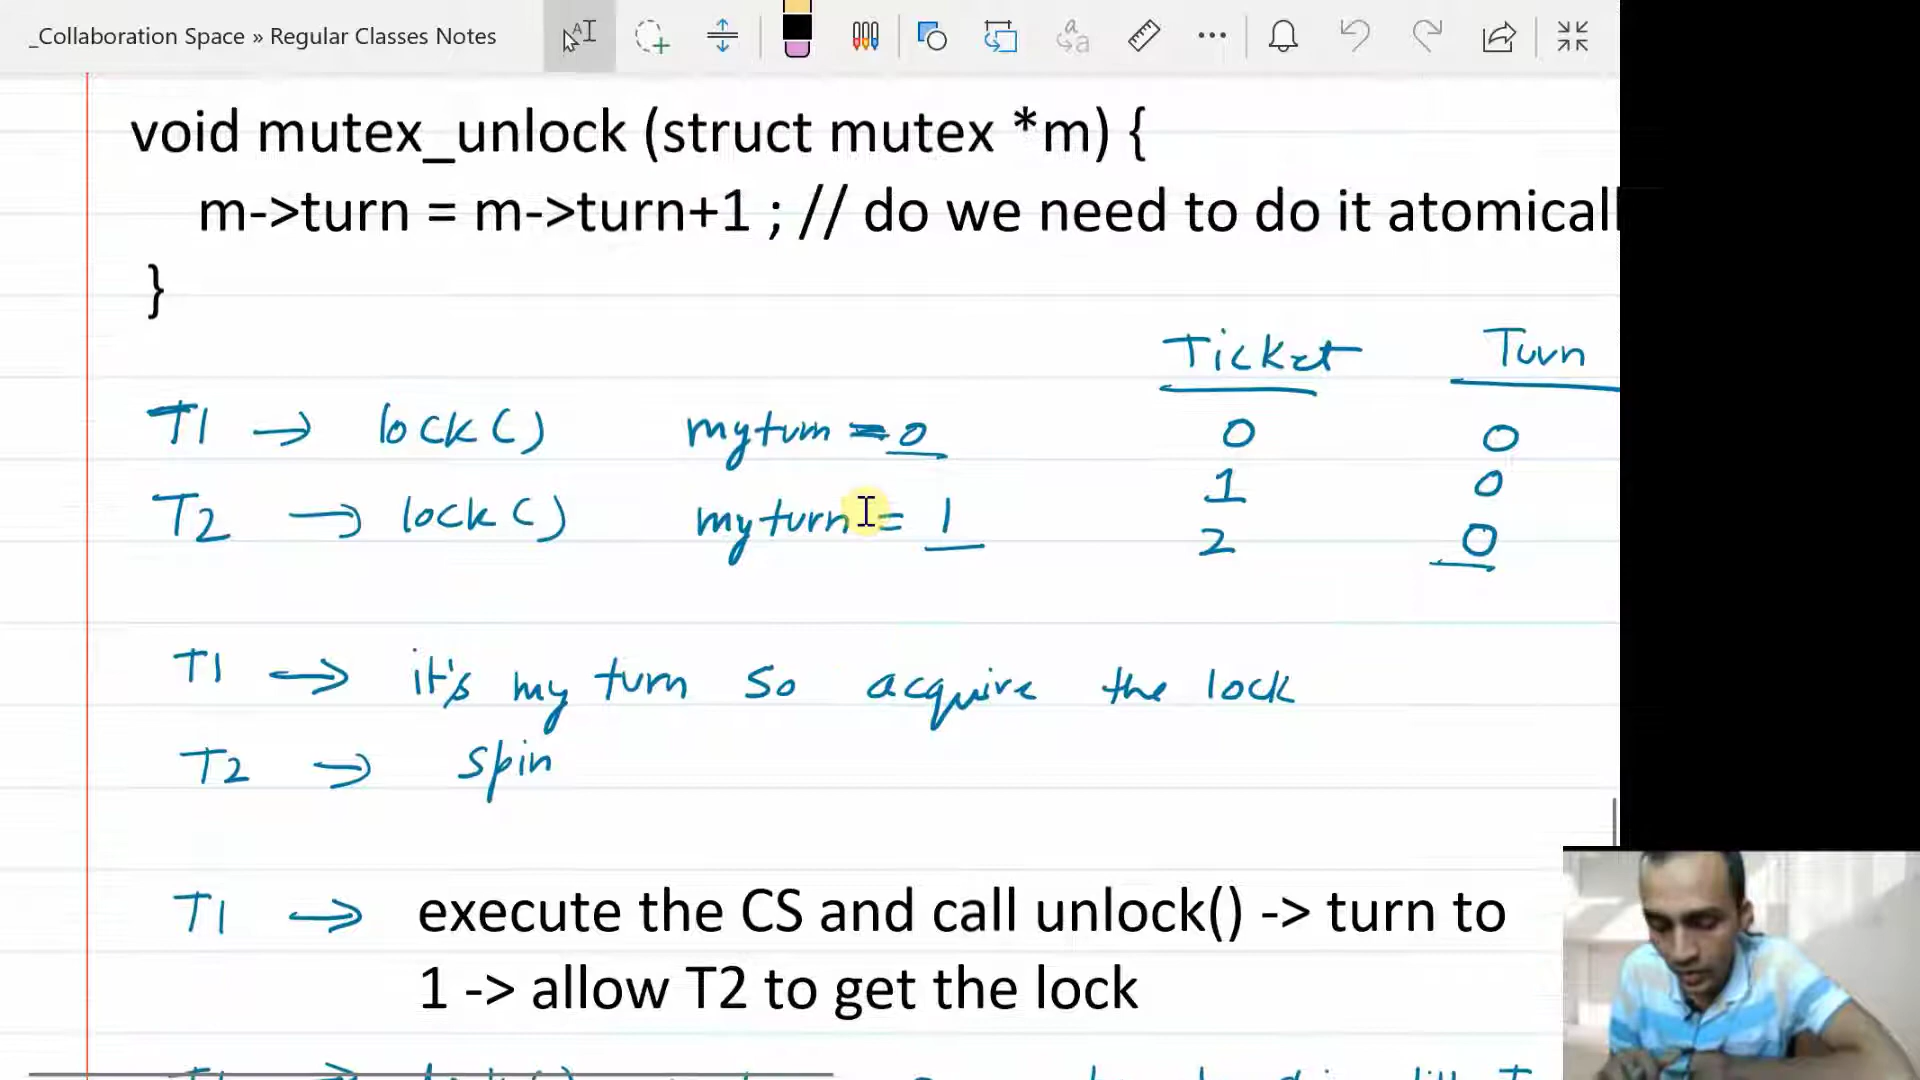 _Collaboration Space » Regular Classes Notes
void mutex_unlock (struct mutex *m) {
m->turn = m->turn+1 ; // do we need to do it atomicall
}
Ticket Turn
T1 → lock() myturn = 0 0 0
1 0
T2 → lock() myturn = 1
2 0
T1 → it's my turn so acquire the lock
T2 → spin
T1 → execute the CS and call unlock() -> turn to
1 -> allow T2 to get the lock